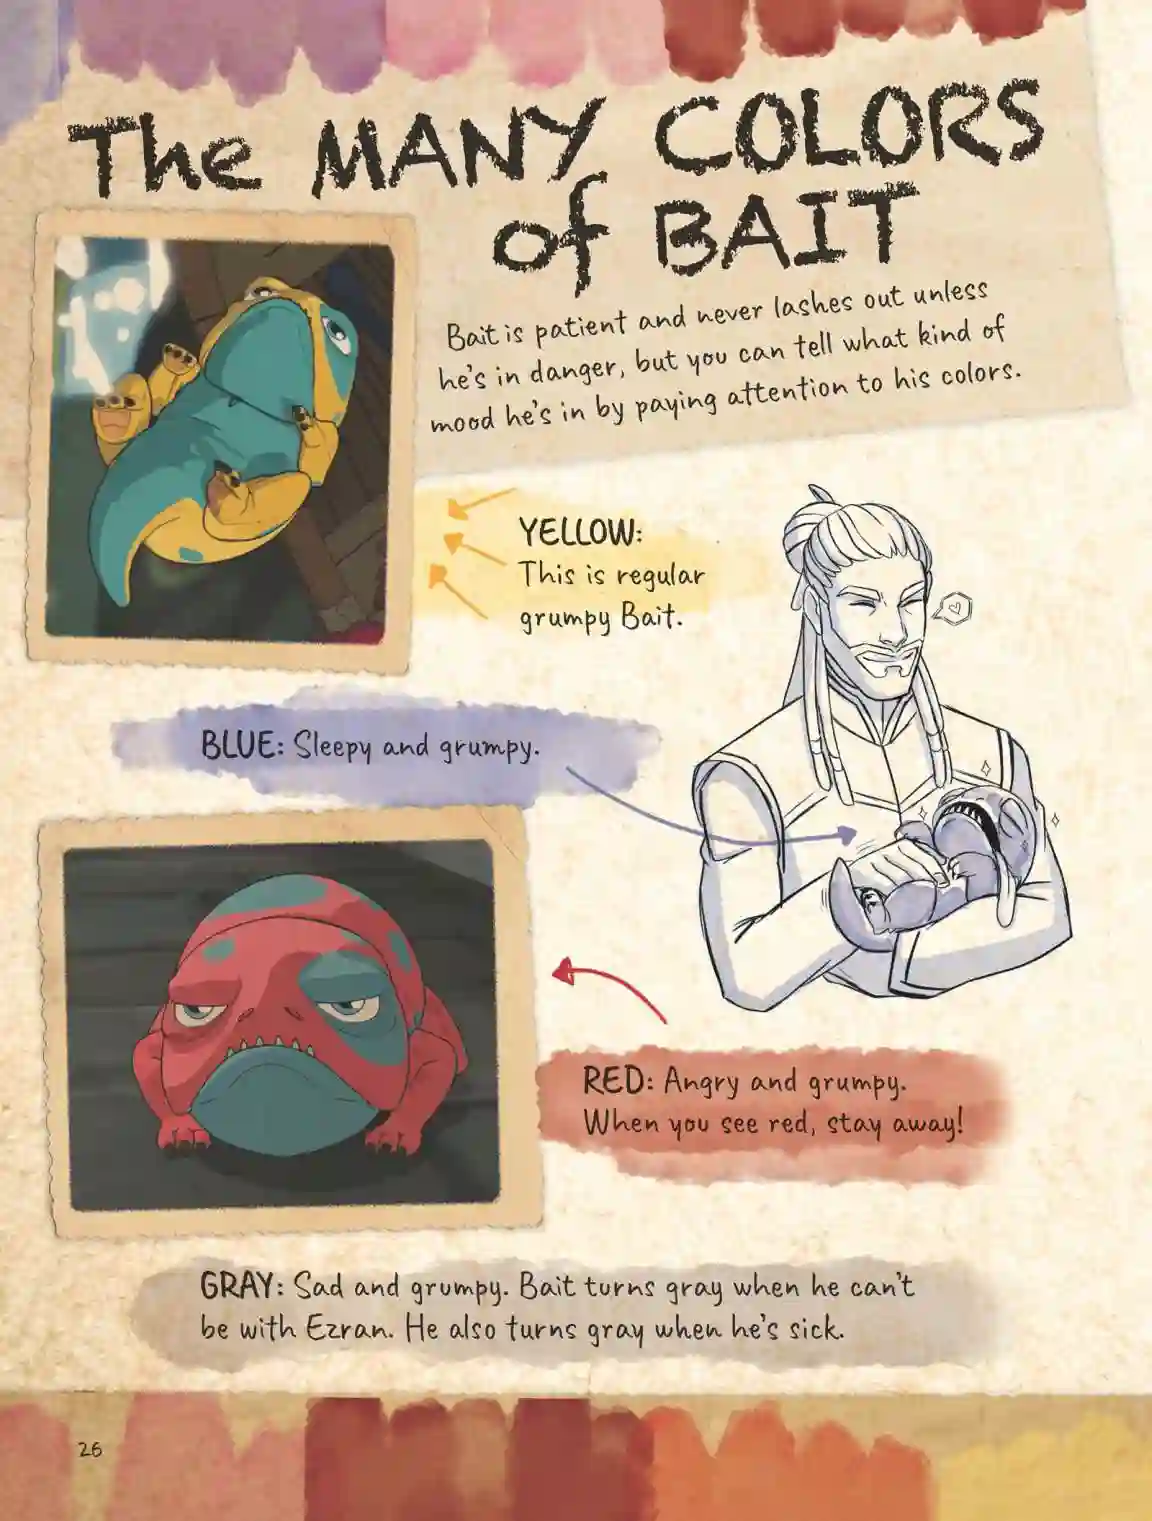 The MANY COLORS
of BAIT
Bait is patient and never lashes out unless
he's in danger, but you can tell what kind of
mood he's in by paying attention to his colors.
YELLOW:
This is regular
grumpy Bait.
BLUE: Sleepy and grumpy.
RED: Angry and grumpy.
When you see red, stay away!
GRAY: Sad and grumpy. Bait turns gray when he can't
be with Ezran. He also turns gray when he's sick.
26